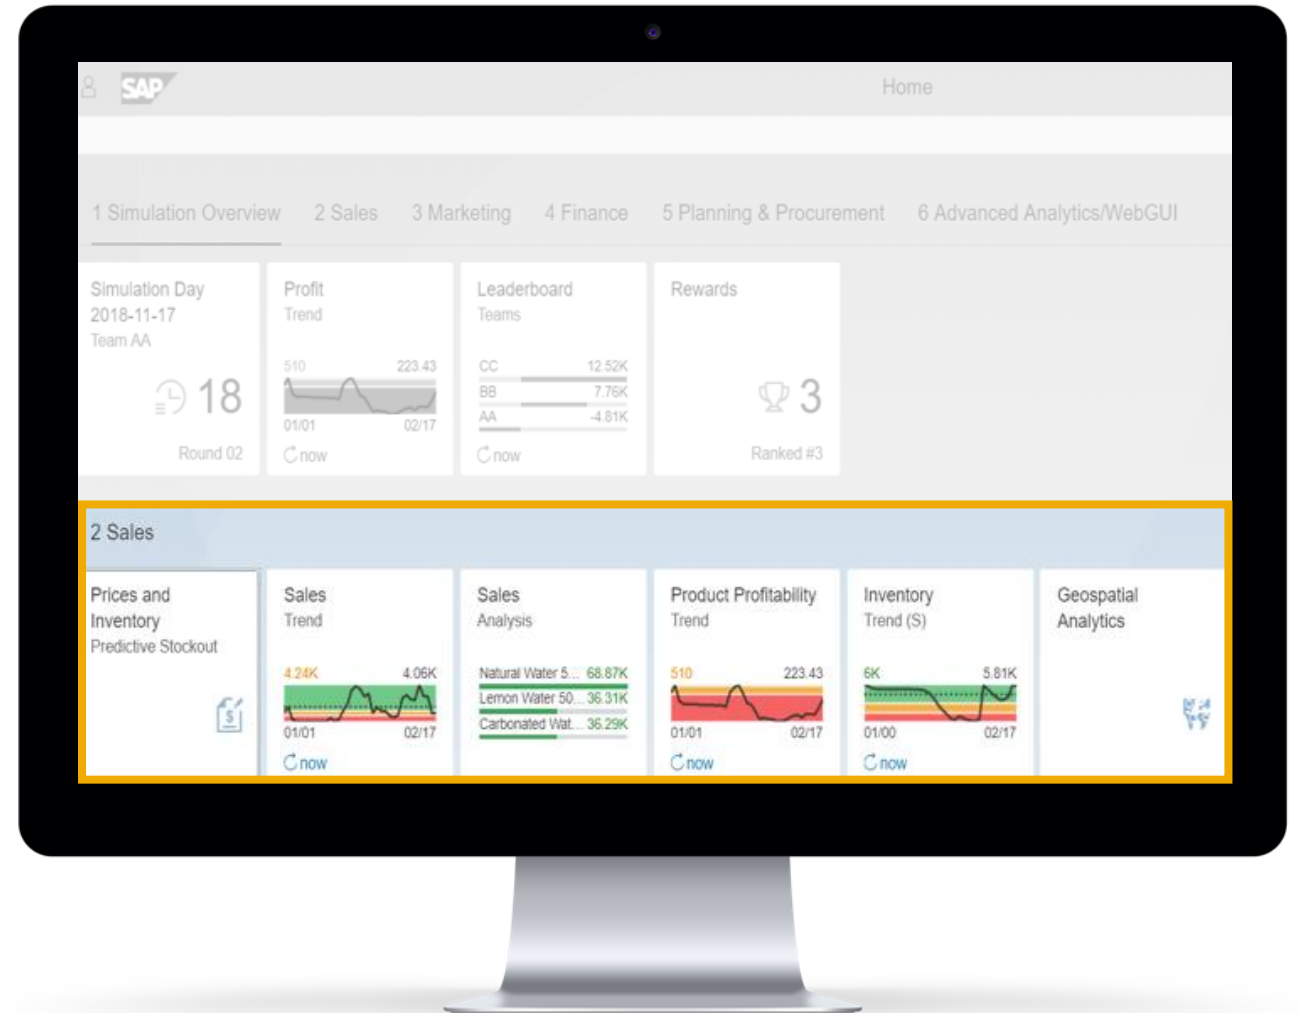 SAP
Home
1 Simulation Overview
2 Sales
3 Marketing
4 Finance
5 Planning & Procurement
6 Advanced Analytics/WebGUI
Simulation Day
2018-11-17
Team AA
18
Round 02
Profit
Trend
510 223.43
01/01 02/17
now
Leaderboard
Teams
CC 12.52K
BB 7.76K
AA -4.81K
now
Rewards
3
Ranked #3
2 Sales
Prices and
Inventory
Predictive Stockout
$
Sales
Trend
4.24K 4.06K
01/01 02/17
now
Sales
Analysis
Natural Water 5... 68.87K
Lemon Water 50... 36.31K
Carbonated Wat... 36.29K
Product Profitability
Trend
510 223.43
01/01 02/17
now
Inventory
Trend (S)
6K 5.81K
01/00 02/17
now
Geospatial
Analytics